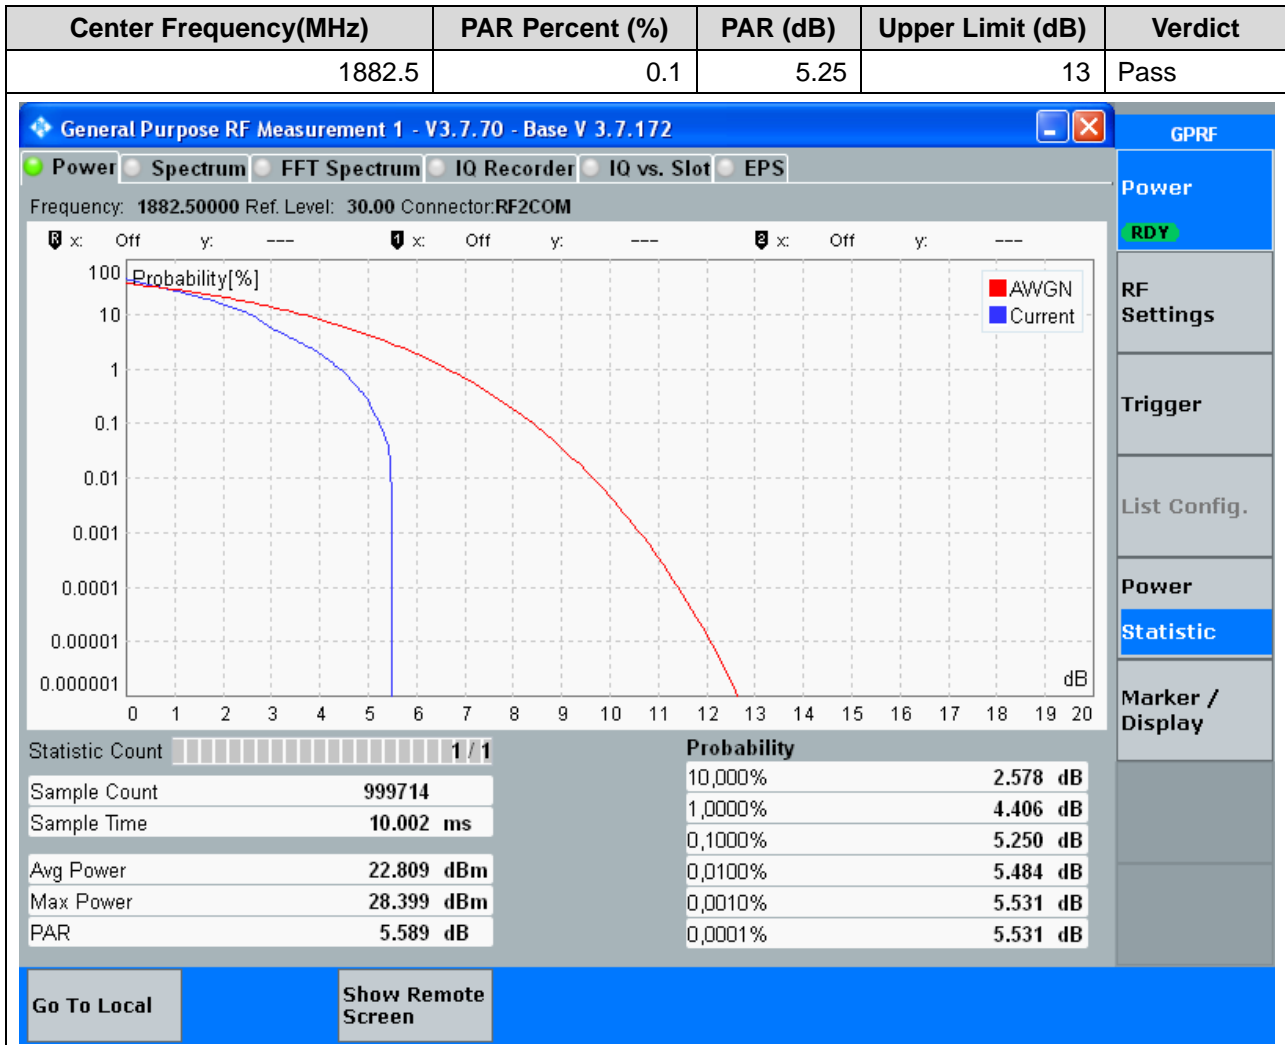 Center Frequency(MHz) PAR Percent (%) PAR (dB) Upper Limit (dB) Verdict
1882.5 0.1 5.25 13 Pass
General Purpose RF Measurement 1 - V3.7.70 - Base V 3.7.172
GPRF
Power Spectrum FFT Spectrum IQ Recorder IQ vs. Slot EPS
Frequency: 1882.50000 Ref. Level: 30.00 Connector:RF2COM
R x: Off y: --- 1 x: Off y: --- 2 x: Off y: ---
Probability[%]
100
10
1
0.1
0.01
0.001
0.0001
0.00001
0.000001
AWGN
Current
dB
0 1 2 3 4 5 6 7 8 9 10 11 12 13 14 15 16 17 18 19 20
Statistic Count 1 / 1
Sample Count 999714
Sample Time 10.002 ms
Avg Power 22.809 dBm
Max Power 28.399 dBm
PAR 5.589 dB
Probability
10,000% 2.578 dB
1,0000% 4.406 dB
0,1000% 5.250 dB
0,0100% 5.484 dB
0,0010% 5.531 dB
0,0001% 5.531 dB
Power
RDY
RF
Settings
Trigger
List Config.
Power
Statistic
Marker /
Display
Go To Local
Show Remote
Screen